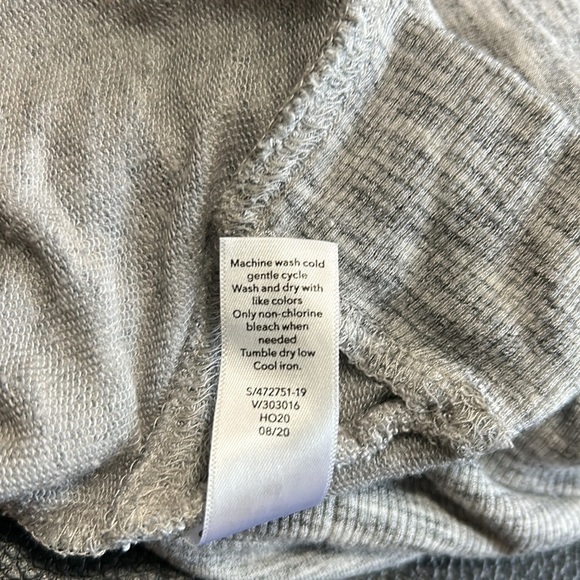 Machine wash cold
gentle cycle
Wash and dry with
like colors
Only non-chlorine
bleach when
needed
Tumble dry low
Cool iron.
S/472751-19
V/303016
HO20
08/20